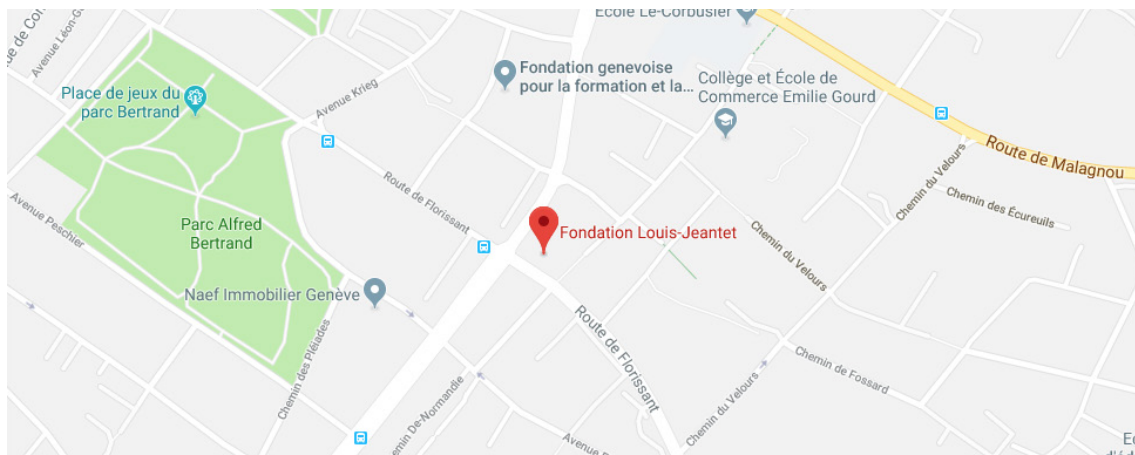 École Le-Corbusier
Fondation genevoise
pour la formation et la...
Collège et École de
Commerce Emilie Gourd
Avenue Léon-G
Place de jeux du
parc Bertrand
Avenue Krieg
Route de Malagnou
Chemin du Velours
Chemin des Écureuils
Route de Florissant
Avenue Peschier
Parc Alfred
Bertrand
Fondation Louis-Jeantet
Chemin du Velours
Naef Immobilier Genève
Chemin des Pléiades
Route de Florissant
Chemin de Fossard
Chemin du Velours
emin De-Normandie
Avenue